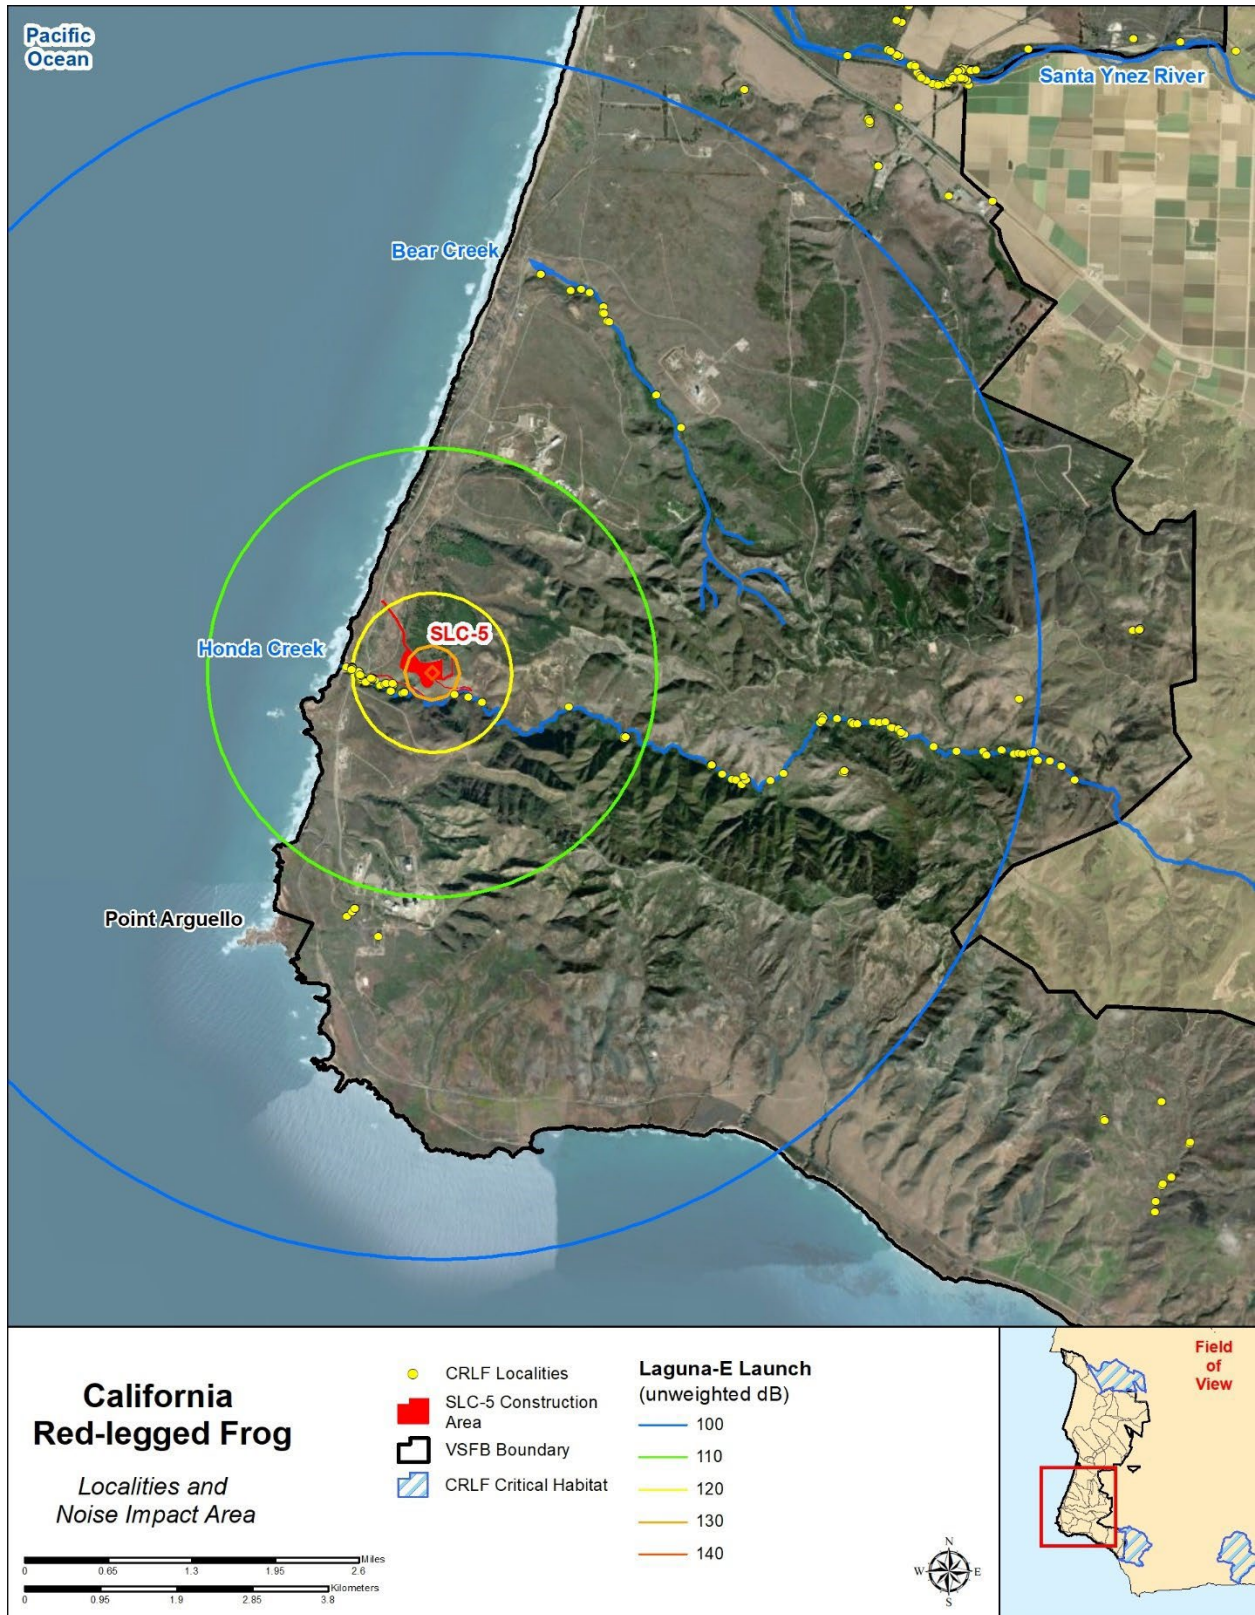 Pacific
Ocean
Santa Ynez River
Bear Creek
SLC-5
Honda Creek
Point Arguello
California
Red-legged Frog
Localities and
Noise Impact Area
Miles
0 0.65 1.3 1.95 2.6
Kilometers
0 0.95 1.9 2.85 3.8
CRLF Localities
SLC-5 Construction
Area
VSFB Boundary
CRLF Critical Habitat
Laguna-E Launch
(unweighted dB)
100
110
120
130
140
N
W E
S
Field
of
View